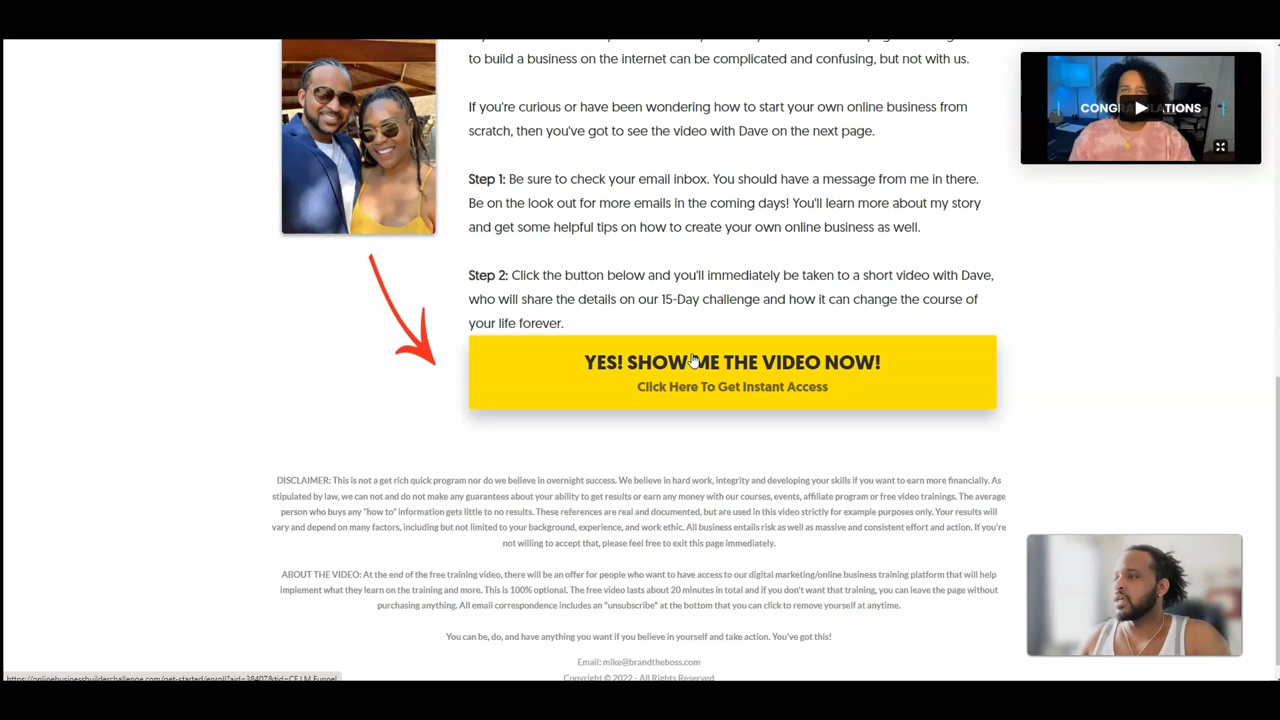 to build a business on the internet can be complicated and confusing, but not with us.
If you're curious or have been wondering how to start your own online business from
scratch, then you've got to see the video with Dave on the next page.
Step 1: Be sure to check your email inbox. You should have a message from me in there.
Be on the look out for more emails in the coming days! You'll learn more about my story
and get some helpful tips on how to create your own online business as well.
Step 2: Click the button below and you'll immediately be taken to a short video with Dave,
who will share the details on our 15-Day challenge and how it can change the course of
your life forever.
YES! SHOW ME THE VIDEO NOW!
Click Here To Get Instant Access
DISCLAIMER: This is not a get rich quick program nor do we believe in overnight success. We believe in hard work, integrity and developing your skills if you want to earn more financially. As
stipulated by law, we can not and do not make any guarantees about your ability to get results or earn any money with our courses, events, affiliate program or free video trainings. The average
person who buys any "how to" information gets little to no results. These references are real and documented, but are used in this video strictly for example purposes only. Your results will
vary and depend on many factors, including but not limited to your background, experience, and work ethic. All business entails risk as well as massive and consistent effort and action. If you're
not willing to accept that, please feel free to exit this page immediately.
ABOUT THE VIDEO: At the end of the free training video, there will be an offer for people who want to have access to our digital marketing/online business training platform that will help
implement what they learn on the training and more. This is 100% optional. The free video lasts about 20 minutes in total and if you don't want that training, you can leave the page without
purchasing anything. All email correspondence includes an "unsubscribe" at the bottom that you can click to remove yourself at anytime.
You can be, do, and have anything you want if you believe in yourself and take action. You've got this!
Email: mike@brandtheboss.com
Copyright © 2022 - All Rights Reserved
CONGRATULATIONS